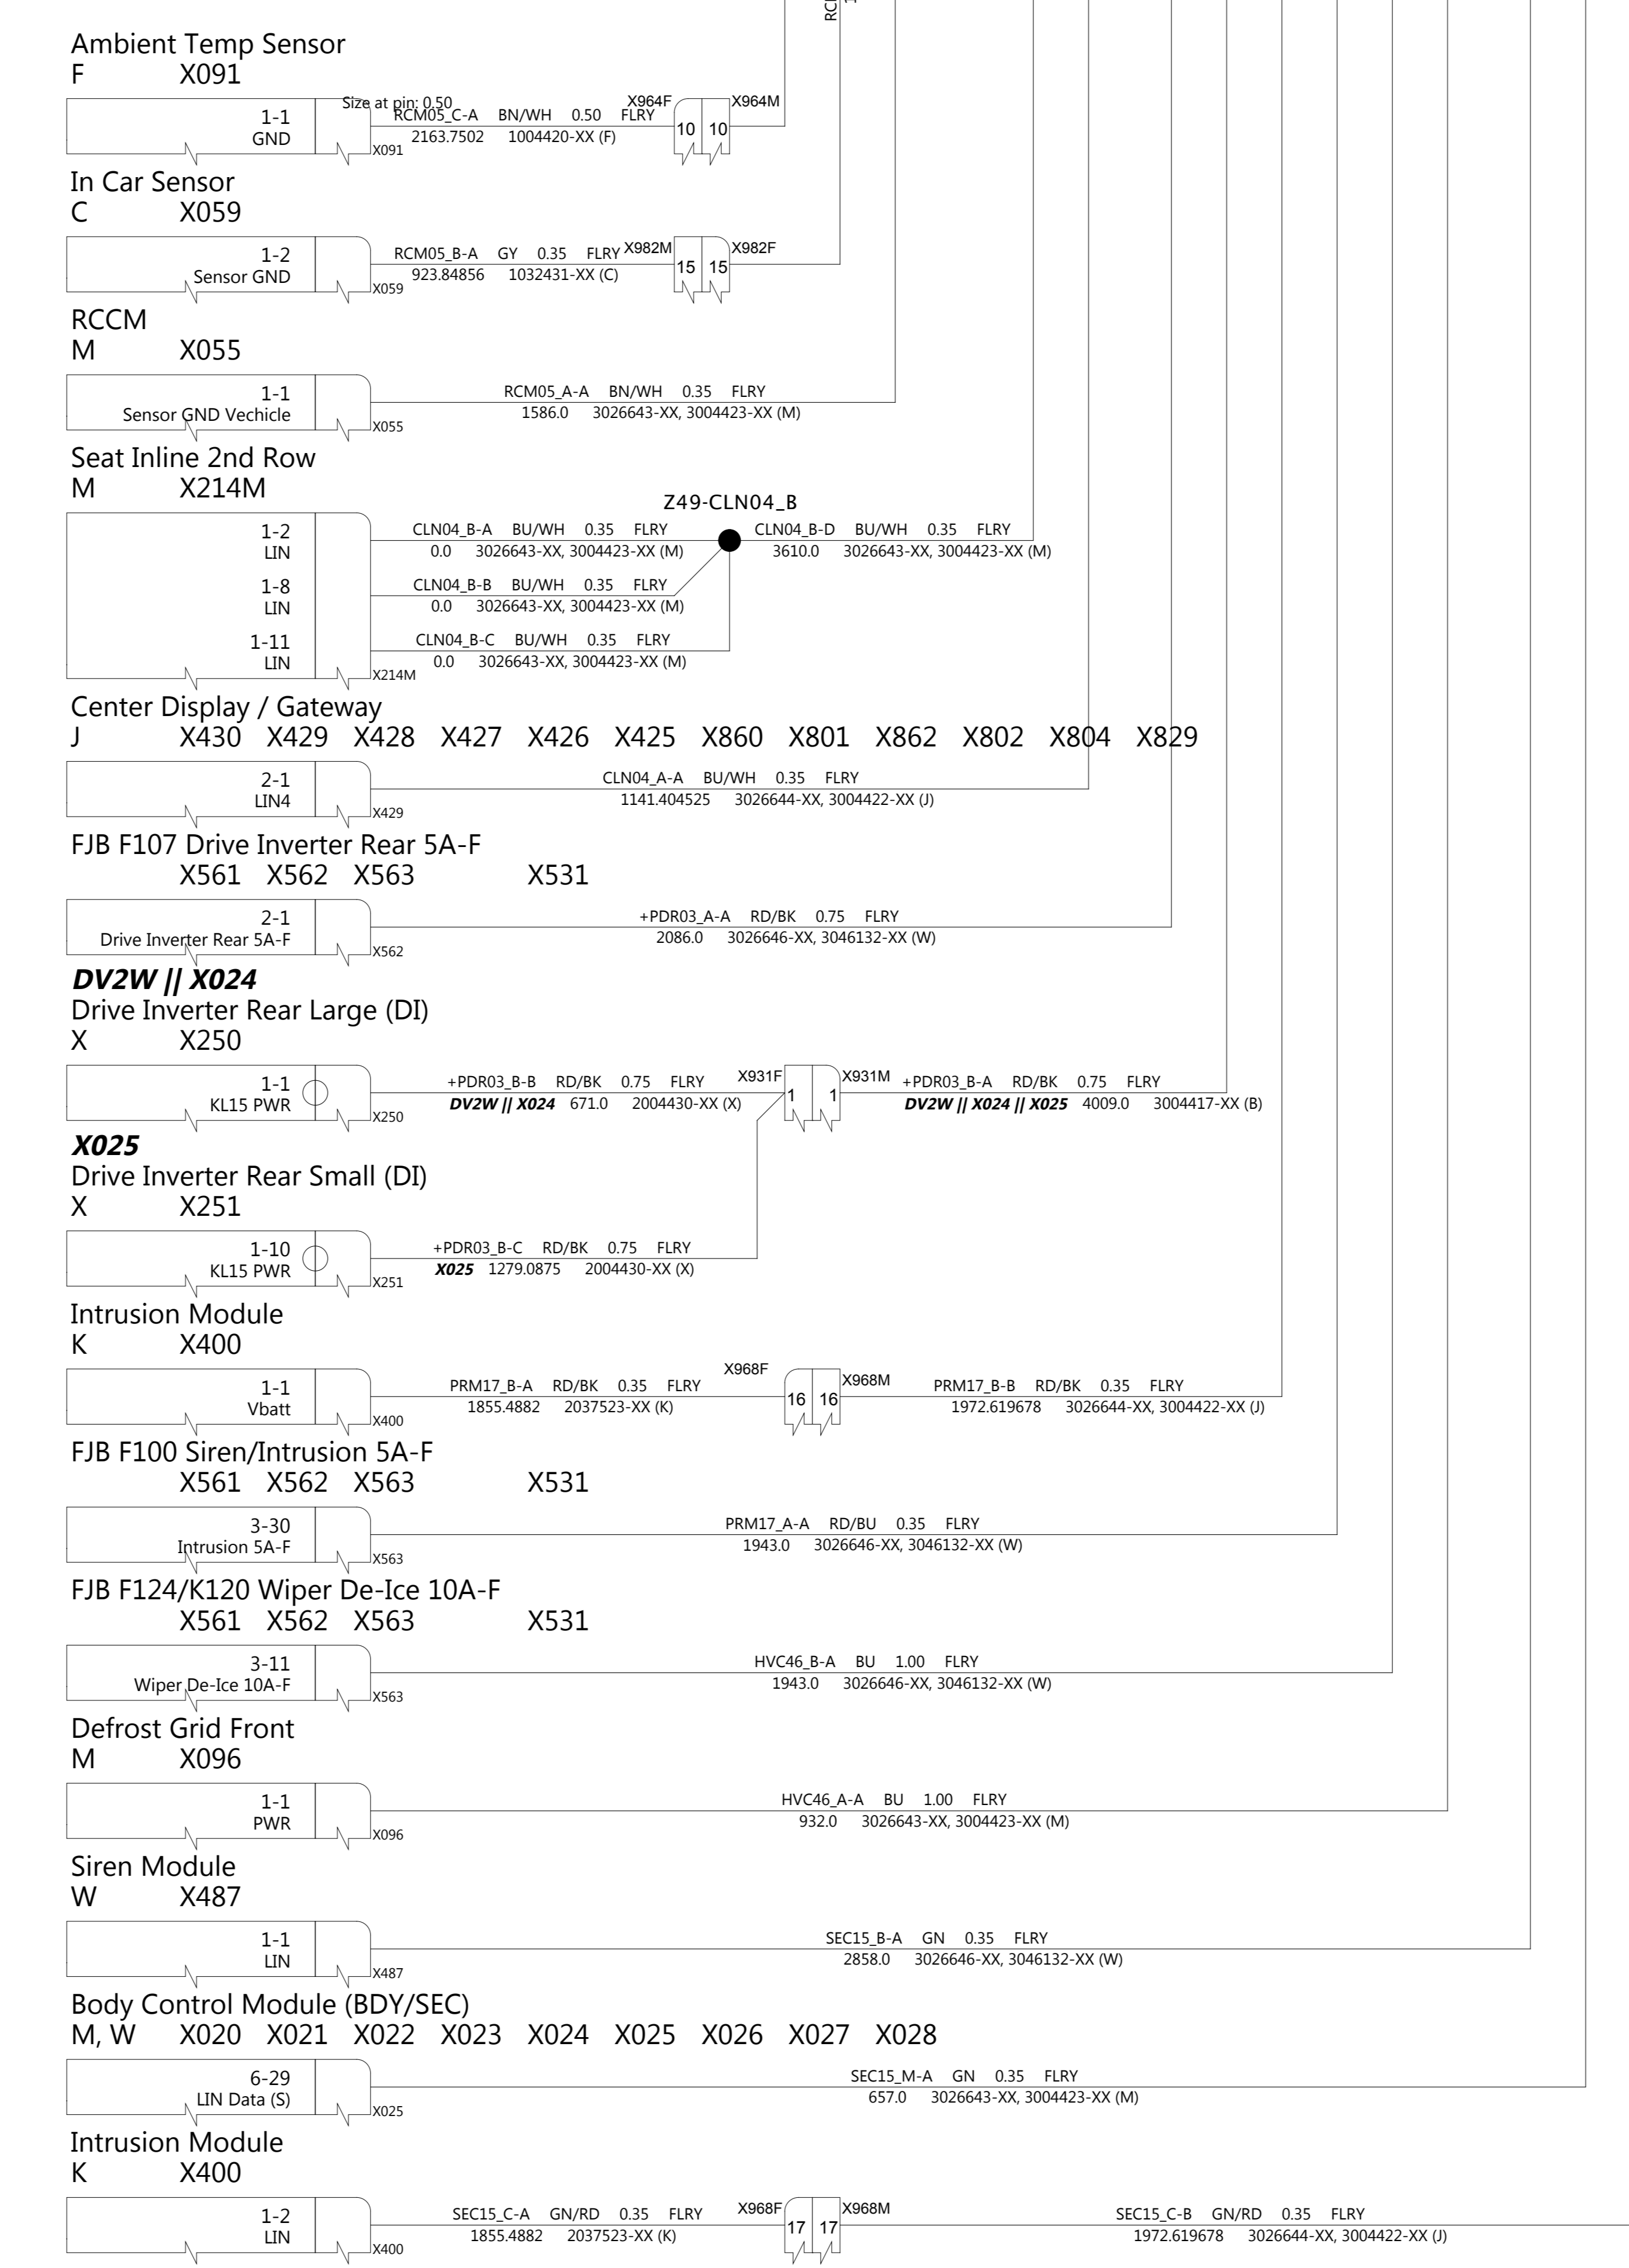 RCI
1
Ambient Temp Sensor
F X091
Size at pin: 0.50
1-1 RCM05_C-A BN/WH 0.50 FLRY X964F X964M
GND 2163.7502 1004420-XX (F) 10 10
X091
In Car Sensor
C X059
1-2 RCM05_B-A GY 0.35 FLRY X982M X982F
Sensor GND 923.84856 1032431-XX (C) 15 15
X059
RCCM
M X055
1-1 RCM05_A-A BN/WH 0.35 FLRY
Sensor GND Vechicle 1586.0 3026643-XX, 3004423-XX (M)
X055
Seat Inline 2nd Row
M X214M
Z49-CLN04_B
1-2 CLN04_B-A BU/WH 0.35 FLRY CLN04_B-D BU/WH 0.35 FLRY
LIN 0.0 3026643-XX, 3004423-XX (M) 3610.0 3026643-XX, 3004423-XX (M)
1-8 CLN04_B-B BU/WH 0.35 FLRY
LIN 0.0 3026643-XX, 3004423-XX (M)
1-11 CLN04_B-C BU/WH 0.35 FLRY
LIN 0.0 3026643-XX, 3004423-XX (M)
X214M
Center Display / Gateway
J X430 X429 X428 X427 X426 X425 X860 X801 X862 X802 X804 X829
2-1 CLN04_A-A BU/WH 0.35 FLRY
LIN4 1141.404525 3026644-XX, 3004422-XX (J)
X429
FJB F107 Drive Inverter Rear 5A-F
X561 X562 X563 X531
2-1 +PDR03_A-A RD/BK 0.75 FLRY
Drive Inverter Rear 5A-F 2086.0 3026646-XX, 3046132-XX (W)
X562
DV2W || X024
Drive Inverter Rear Large (DI)
X X250
1-1 +PDR03_B-B RD/BK 0.75 FLRY X931F X931M +PDR03_B-A RD/BK 0.75 FLRY
KL15 PWR DV2W || X024 671.0 2004430-XX (X) 1 1 DV2W || X024 || X025 4009.0 3004417-XX (B)
X250
X025
Drive Inverter Rear Small (DI)
X X251
1-10 +PDR03_B-C RD/BK 0.75 FLRY
KL15 PWR X025 1279.0875 2004430-XX (X)
X251
Intrusion Module
K X400
1-1 PRM17_B-A RD/BK 0.35 FLRY X968F X968M PRM17_B-B RD/BK 0.35 FLRY
Vbatt 1855.4882 2037523-XX (K) 16 16 1972.619678 3026644-XX, 3004422-XX (J)
X400
FJB F100 Siren/Intrusion 5A-F
X561 X562 X563 X531
3-30 PRM17_A-A RD/BU 0.35 FLRY
Intrusion 5A-F 1943.0 3026646-XX, 3046132-XX (W)
X563
FJB F124/K120 Wiper De-Ice 10A-F
X561 X562 X563 X531
3-11 HVC46_B-A BU 1.00 FLRY
Wiper De-Ice 10A-F 1943.0 3026646-XX, 3046132-XX (W)
X563
Defrost Grid Front
M X096
1-1 HVC46_A-A BU 1.00 FLRY
PWR 932.0 3026643-XX, 3004423-XX (M)
X096
Siren Module
W X487
1-1 SEC15_B-A GN 0.35 FLRY
LIN 2858.0 3026646-XX, 3046132-XX (W)
X487
Body Control Module (BDY/SEC)
M, W X020 X021 X022 X023 X024 X025 X026 X027 X028
6-29 SEC15_M-A GN 0.35 FLRY
LIN Data (S) 657.0 3026643-XX, 3004423-XX (M)
X025
Intrusion Module
K X400
1-2 SEC15_C-A GN/RD 0.35 FLRY X968F X968M SEC15_C-B GN/RD 0.35 FLRY
LIN 1855.4882 2037523-XX (K) 17 17 1972.619678 3026644-XX, 3004422-XX (J)
X400